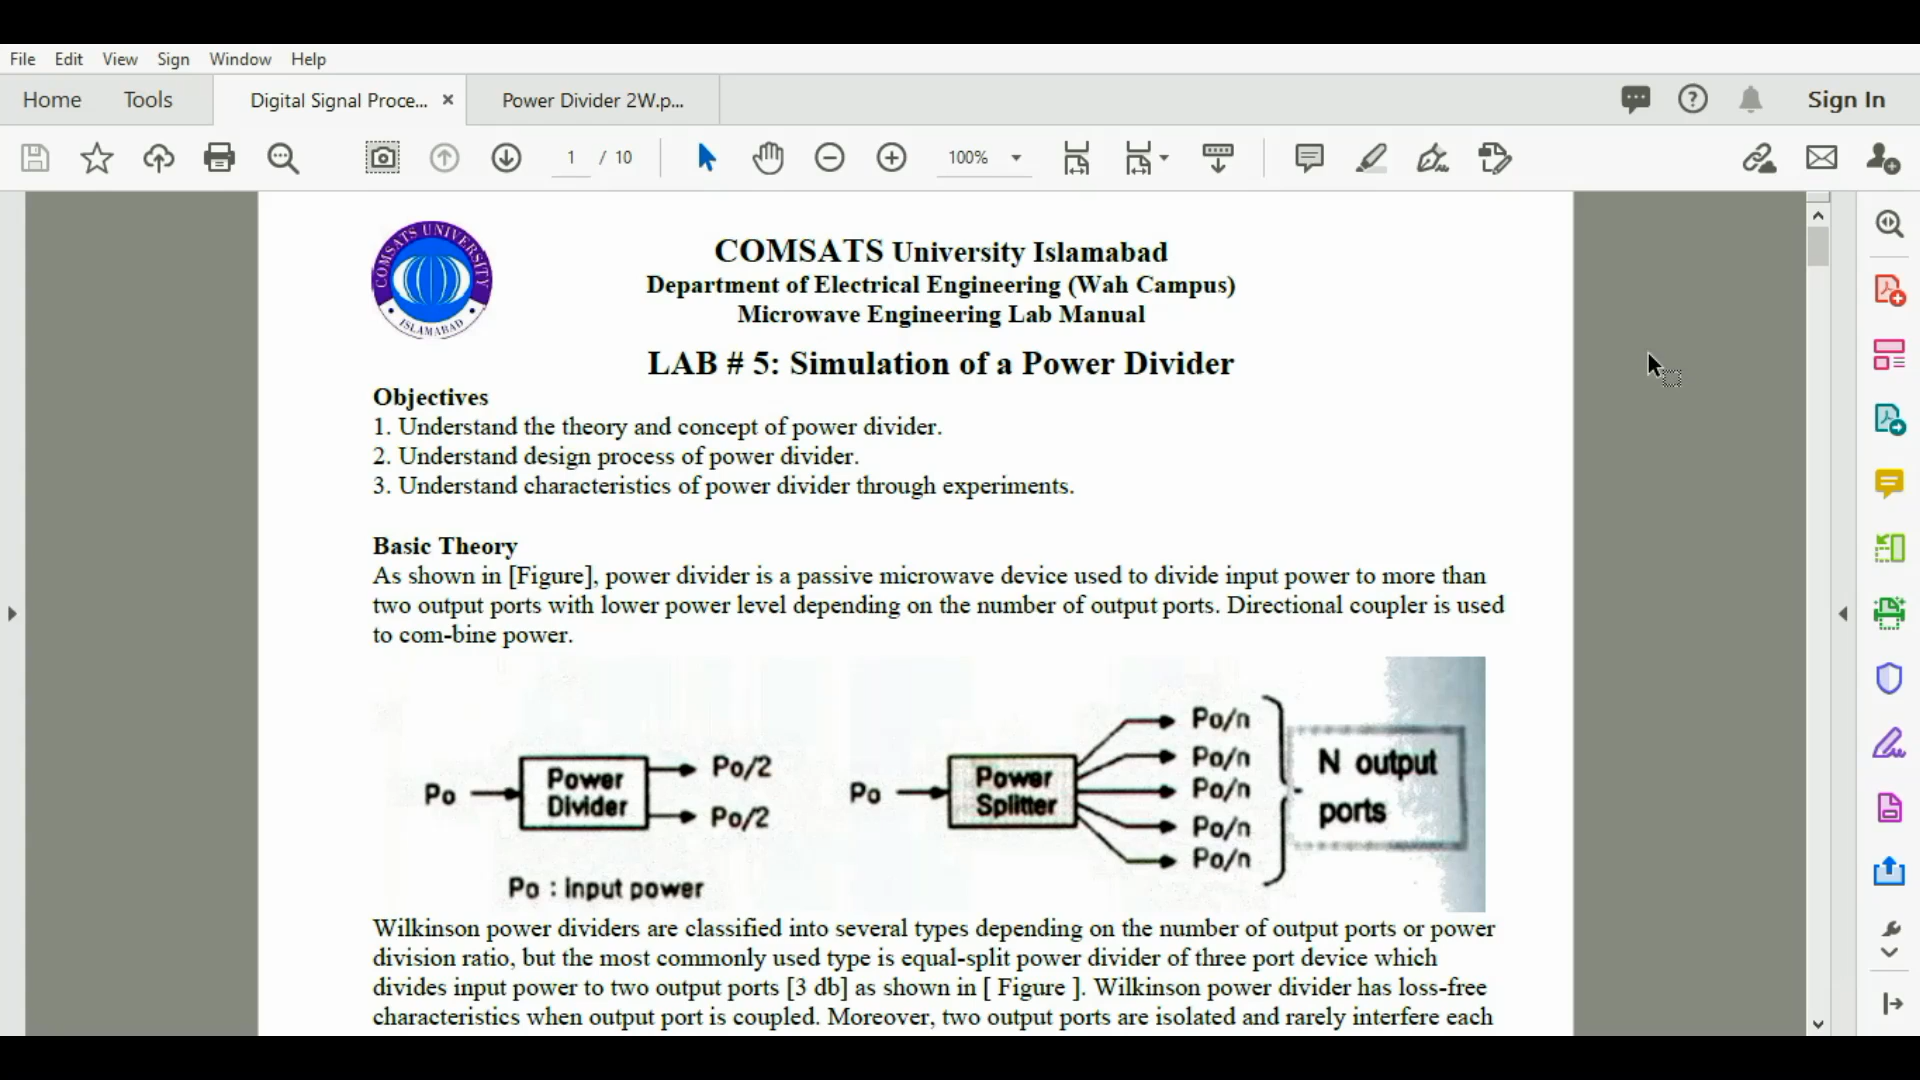 File Edit View Sign Window Help
Home Tools Digital Signal Proce... × Power Divider 2W.p... Sign In
1 / 10 100%
COMSATS UNIVERSITY
ISLAMABAD
COMSATS University Islamabad
Department of Electrical Engineering (Wah Campus)
Microwave Engineering Lab Manual
LAB # 5: Simulation of a Power Divider
Objectives
1. Understand the theory and concept of power divider.
2. Understand design process of power divider.
3. Understand characteristics of power divider through experiments.
Basic Theory
As shown in [Figure], power divider is a passive microwave device used to divide input power to more than
two output ports with lower power level depending on the number of output ports. Directional coupler is used
to com-bine power.
Po Power Divider Po/2
Po/2
Po : input power
Po Power Splitter Po/n
Po/n
Po/n
Po/n
Po/n
N output
ports
Wilkinson power dividers are classified into several types depending on the number of output ports or power
division ratio, but the most commonly used type is equal-split power divider of three port device which
divides input power to two output ports [3 db] as shown in [ Figure ]. Wilkinson power divider has loss-free
characteristics when output port is coupled. Moreover, two output ports are isolated and rarely interfere each